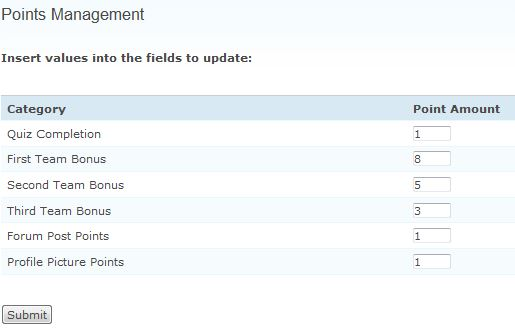 Points Management
Insert values into the fields to update:
Category Point Amount
Quiz Completion 1
First Team Bonus 8
Second Team Bonus 5
Third Team Bonus 3
Forum Post Points 1
Profile Picture Points 1
Submit